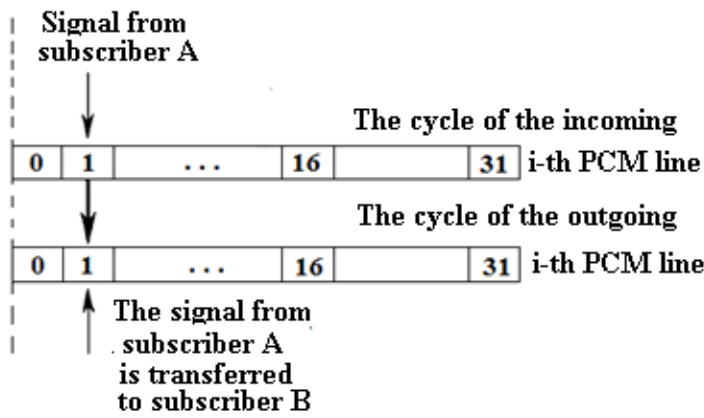 Signal from
subscriber A
The cycle of the incoming
0 1 ... 16 31 i-th PCM line
The cycle of the outgoing
0 1 ... 16 31 i-th PCM line
The signal from
subscriber A
is transferred
to subscriber B